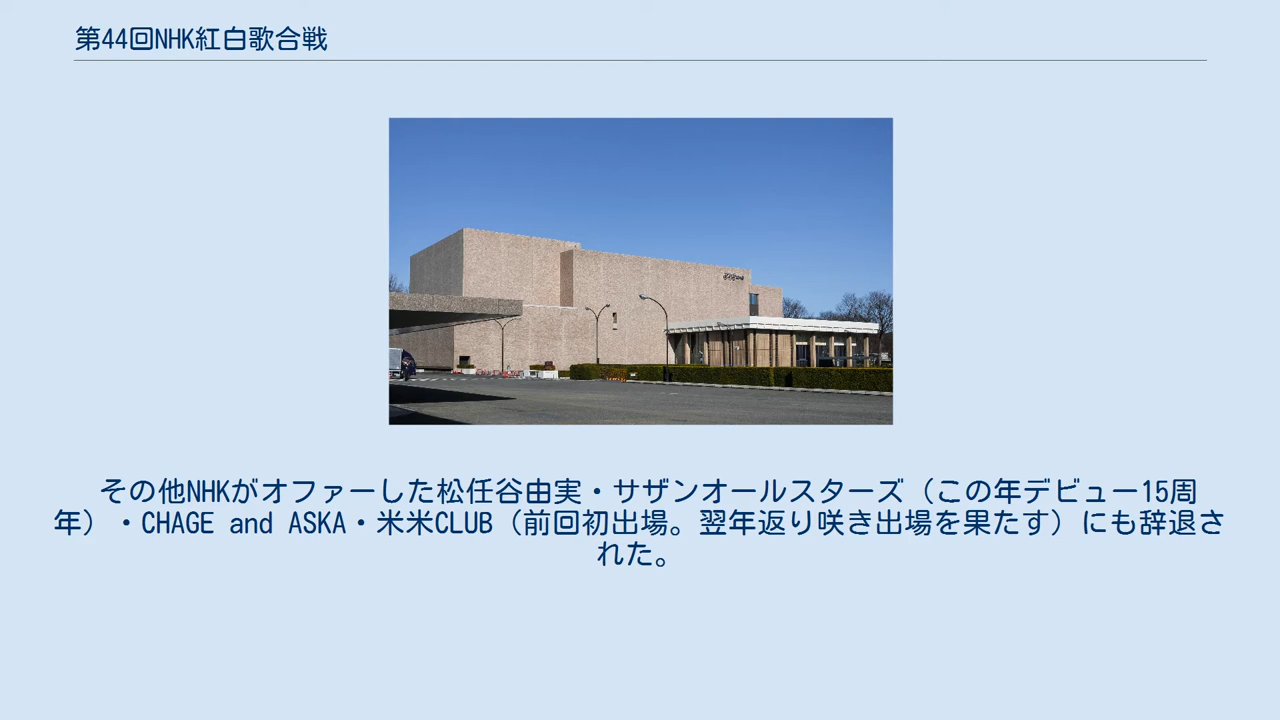 第44回NHK紅白歌合戦
その他NHKがオファーした松任谷由実・サザンオールスターズ（この年デビュー15周
年）・CHAGE and ASKA・米米CLUB（前回初出場。翌年返り咲き出場を果たす）にも辞退さ
れた。